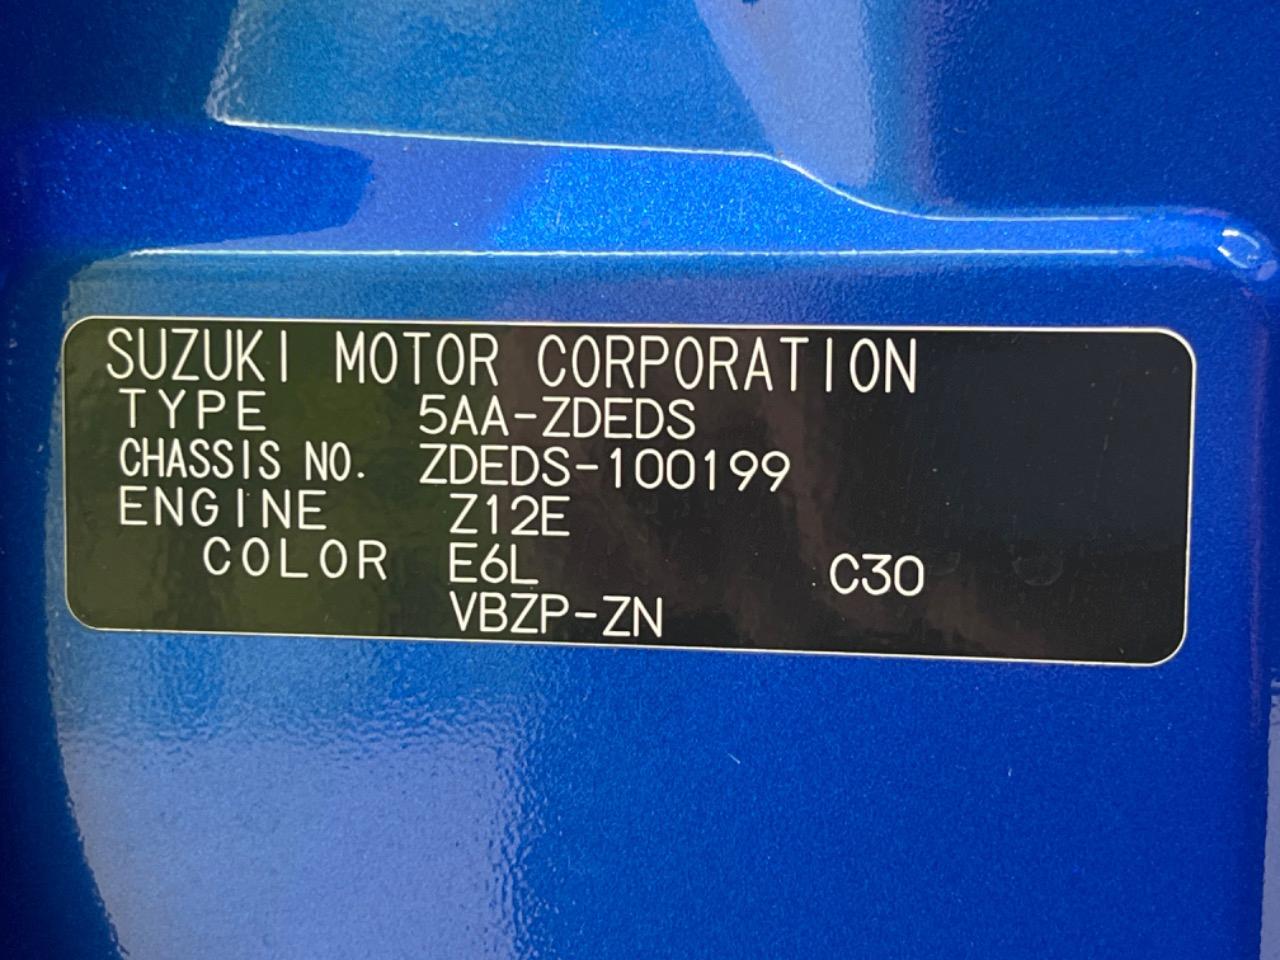 SUZUKI MOTOR CORPORATION
TYPE 5AA-ZDEDS
CHASSIS NO. ZDEDS-100199
ENGINE Z12E
COLOR E6L C30
VBZP-ZN